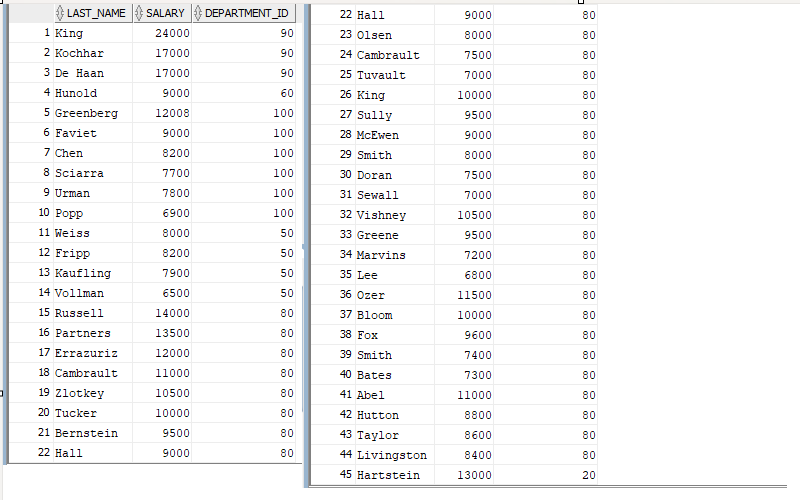 LAST_NAME SALARY DEPARTMENT_ID
1 King 24000 90
2 Kochhar 17000 90
3 De Haan 17000 90
4 Hunold 9000 60
5 Greenberg 12008 100
6 Faviet 9000 100
7 Chen 8200 100
8 Sciarra 7700 100
9 Urman 7800 100
10 Popp 6900 100
11 Weiss 8000 50
12 Fripp 8200 50
13 Kaufling 7900 50
14 Vollman 6500 50
15 Russell 14000 80
16 Partners 13500 80
17 Errazuriz 12000 80
18 Cambrault 11000 80
19 Zlotkey 10500 80
20 Tucker 10000 80
21 Bernstein 9500 80
22 Hall 9000 80
22 Hall 9000 80
23 Olsen 8000 80
24 Cambrault 7500 80
25 Tuvault 7000 80
26 King 10000 80
27 Sully 9500 80
28 McEwen 9000 80
29 Smith 8000 80
30 Doran 7500 80
31 Sewall 7000 80
32 Vishney 10500 80
33 Greene 9500 80
34 Marvins 7200 80
35 Lee 6800 80
36 Ozer 11500 80
37 Bloom 10000 80
38 Fox 9600 80
39 Smith 7400 80
40 Bates 7300 80
41 Abel 11000 80
42 Hutton 8800 80
43 Taylor 8600 80
44 Livingston 8400 80
45 Hartstein 13000 20